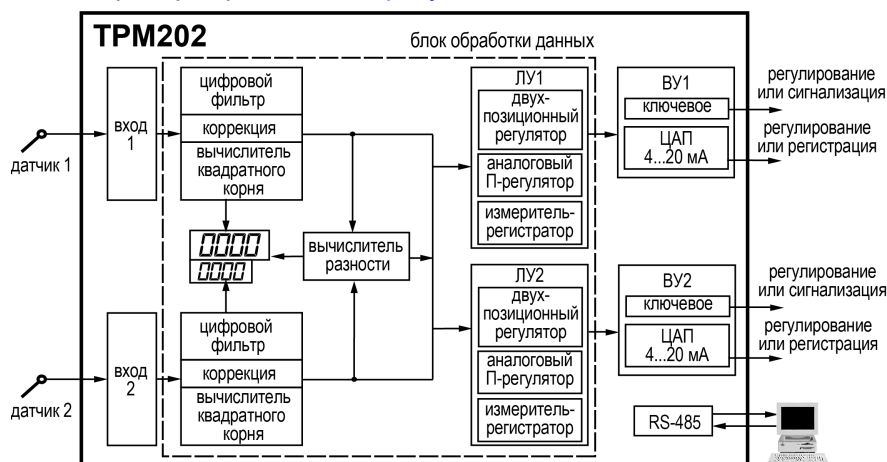 ТРМ202
блок обработки данных
датчик 1
вход
1
цифровой
фильтр
коррекция
вычислитель
квадратного
корня
0000
0000
вычислитель
разности
датчик 2
вход
2
цифровой
фильтр
коррекция
вычислитель
квадратного
корня
ЛУ1
двух-
позиционный
регулятор
аналоговый
П-регулятор
измеритель-
регистратор
ЛУ2
двух-
позиционный
регулятор
аналоговый
П-регулятор
измеритель-
регистратор
ВУ1
ключевое
ЦАП
4...20 мА
регулирование
или сигнализация
регулирование
или регистрация
ВУ2
ключевое
ЦАП
4...20 мА
регулирование
или сигнализация
регулирование
или регистрация
RS-485